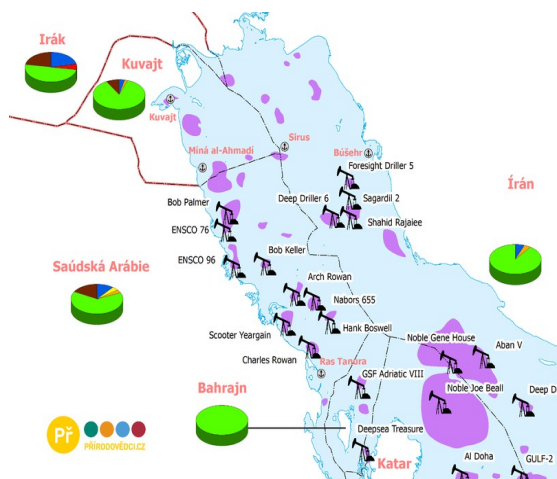 Irák
Kuvajt
Kuvajt
Sirus
Míná al-Ahmadí
Búšehr
Foresight Driller 5
Sagardil 2
Deep Driller 6
Shahid Rajaiee
Bob Palmer
ENSCO 76
Írán
Bob Keller
ENSCO 96
Saúdská Arábie
Arch Rowan
Nabors 655
Scooter Yeargain
Hank Boswell
Noble Gene House
Aban V
Charles Rowan
Ras Tanura
GSF Adriatic VIII
Noble Joe Beall
Deep D
Bahrajn
Deepsea Treasure
Př
PŘÍRODOVĚDCI.CZ
Al Doha
Katar
GULF-2